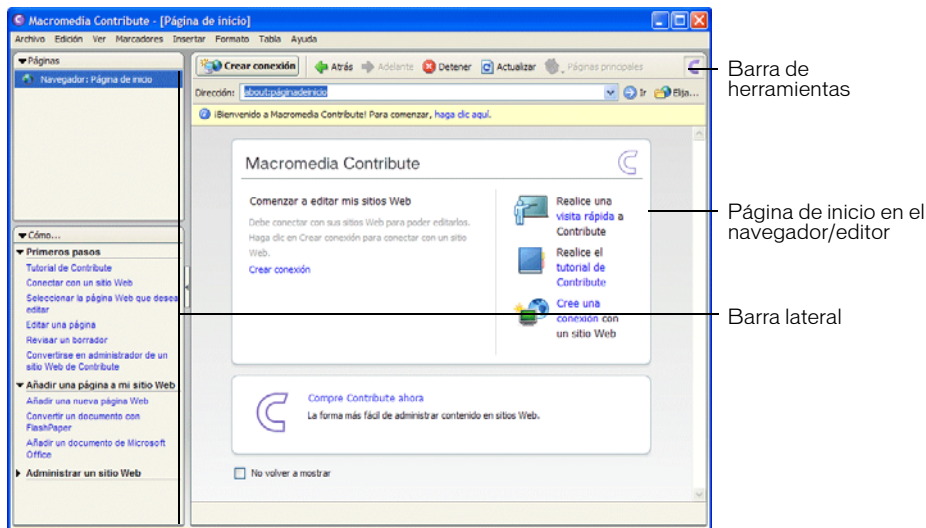 Macromedia Contribute - [Página de inicio]
Archivo Edición Ver Marcadores Insertar Formato Tabla Ayuda
Páginas
Navegador: Página de inicio
Crear conexión Atrás Adelante Detener Actualizar Páginas principales
Dirección: about:páginadeinicio Ir Elija...
¡Bienvenido a Macromedia Contribute! Para comenzar, haga clic aquí.
Macromedia Contribute
Comenzar a editar mis sitios Web
Debe conectar con sus sitios Web para poder editarlos.
Haga clic en Crear conexión para conectar con un sitio
Web.
Crear conexión
Realice una
visita rápida a
Contribute
Realice el
tutorial de
Contribute
Cree una
conexión con
un sitio Web
Compre Contribute ahora
La forma más fácil de administrar contenido en sitios Web.
No volver a mostrar
Cómo...
Primeros pasos
Tutorial de Contribute
Conectar con un sitio Web
Seleccionar la página Web que desea
editar
Editar una página
Revisar un borrador
Convertirse en administrador de un
sitio Web de Contribute
Añadir una página a mi sitio Web
Añadir una nueva página Web
Convertir un documento con
FlashPaper
Añadir un documento de Microsoft
Office
Administrar un sitio Web
Barra de
herramientas
Página de inicio en el
navegador/editor
Barra lateral